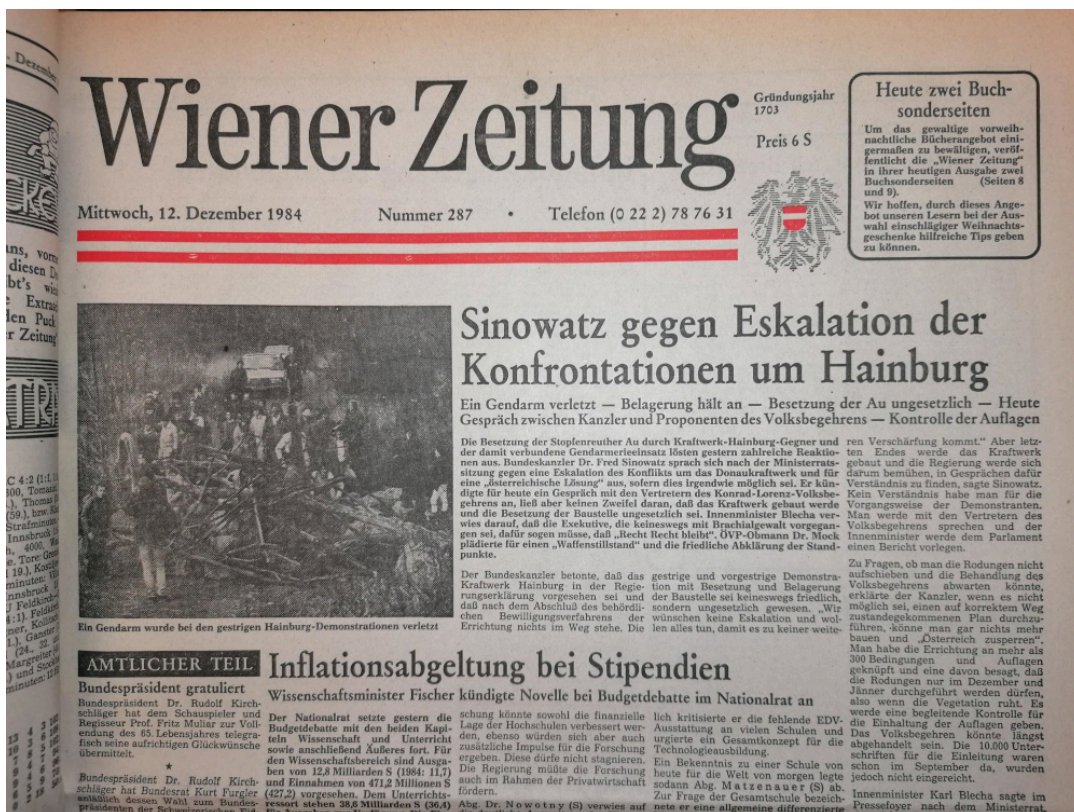 Wiener Zeitung
Gründungsjahr
1703
Preis 6 S
Mittwoch, 12. Dezember 1984 Nummer 287 • Telefon (0 22 2) 78 76 31
Heute zwei Buch-
sonderseiten
Um das gewaltige vorweih-
nachtliche Bücherangebot eini-
germaßen zu bewältigen, veröf-
fentlicht die „Wiener Zeitung"
in ihrer heutigen Ausgabe zwei
Buchsonderseiten (Seiten 8
und 9).
Wir hoffen, durch dieses Ange-
bot unseren Lesern bei der Aus-
wahl einschlägiger Weihnachts-
geschenke hilfreiche Tips geben
zu können.
Sinowatz gegen Eskalation der
Konfrontationen um Hainburg
Ein Gendarm verletzt — Belagerung hält an — Besetzung der Au ungesetzlich — Heute
Gespräch zwischen Kanzler und Proponenten des Volksbegehrens — Kontrolle der Auflagen
Die Besetzung der Stopfenreuther Au durch Kraftwerk-Hainburg-Gegner und
der damit verbundene Gendarmerieeinsatz lösten gestern zahlreiche Reaktio-
nen aus. Bundeskanzler Dr. Fred Sinowatz sprach sich nach der Ministerrats-
sitzung gegen eine Eskalation des Konflikts um das Donaukraftwerk und für
eine „österreichische Lösung" aus, sofern dies irgendwie möglich sei. Er kün-
digte für heute ein Gespräch mit den Vertretern des Konrad-Lorenz-Volksbe-
gehrens an, ließ aber keinen Zweifel daran, daß das Kraftwerk gebaut werde
und die Besetzung der Baustelle ungesetzlich sei. Innenminister Blecha ver-
wies darauf, daß die Exekutive, die keineswegs mit Brachialgewalt vorgegan-
gen sei, dafür sogen müsse, daß „Recht Recht bleibt". ÖVP-Obmann Dr. Mock
plädierte für einen „Waffenstillstand" und die friedliche Abklärung der Stand-
punkte.
Der Bundeskanzler betonte, daß das
Kraftwerk Hainburg in der Regie-
rungserklärung vorgesehen sei und
daß nach dem Abschluß des behördli-
chen Bewilligungsverfahrens der
Errichtung nichts im Weg stehe. Die
gestrige und vorgestrige Demonstra-
tion mit Besetzung und Belagerung
der Baustelle sei keineswegs friedlich,
sondern ungesetzlich gewesen. „Wir
wünschen keine Eskalation und wol-
len alles tun, damit es zu keiner weite-
ren Verschärfung kommt." Aber letz-
ten Endes werde das Kraftwerk
gebaut und die Regierung werde sich
darum bemühen, in Gesprächen dafür
Verständnis zu finden, sagte Sinowatz.
Kein Verständnis habe man für die
Vorgangsweise der Demonstranten.
Man werde mit den Vertretern des
Volksbegehrens sprechen und der
Innenminister werde dem Parlament
einen Bericht vorlegen.
Zu Fragen, ob man die Rodungen nicht
aufschieben und die Behandlung des
Volksbegehrens abwarten könnte,
erklärte der Kanzler, wenn es nicht
möglich sei, einen auf korrektem Weg
zustandegekommenen Plan durchzu-
führen, könne man gar nichts mehr
bauen und „Österreich zusperren".
Man habe die Errichtung an mehr als
300 Bedingungen und Auflagen
geknüpft und eine davon besagt, daß
die Rodungen nur im Dezember und
Jänner durchgeführt werden dürfen,
also wenn die Vegetation ruht. Es
werde eine begleitende Kontrolle für
die Einhaltung der Auflagen geben.
Das Volksbegehren könnte längst
abgehandelt sein. Die 10.000 Unter-
schriften für die Einleitung wären
schon im September da, wurden
jedoch nicht eingereicht.
Innenminister Karl Blecha sagte im
Pressefoyer nach dem Ministerrat,
Ein Gendarm wurde bei den gestrigen Hainburg-Demonstrationen verletzt
AMTLICHER TEIL
Bundespräsident gratuliert
Bundespräsident Dr. Rudolf Kirch-
schläger hat dem Schauspieler und
Regisseur Prof. Fritz Muliar zur Voll-
endung des 65. Lebensjahres telegra-
fisch seine aufrichtigen Glückwünsche
übermittelt.
★
Bundespräsident Dr. Rudolf Kirch-
schläger hat Bundesrat Kurt Furgler
anläßlich dessen Wahl zum Bundes-
präsidenten der Schweizerischen Eid-
Inflationsabgeltung bei Stipendien
Wissenschaftsminister Fischer kündigte Novelle bei Budgetdebatte im Nationalrat an
Der Nationalrat setzte gestern die
Budgetdebatte mit den beiden Kapi-
teln Wissenschaft und Unterricht
sowie anschließend Äußeres fort. Für
den Wissenschaftsbereich sind Ausga-
ben von 12,8 Milliarden S (1984: 11,7)
und Einnahmen von 471,2 Millionen S
(427,2) vorgesehen. Dem Unterrichts-
ressort stehen 38,6 Milliarden S (36,4)
schung könnte sowohl die finanzielle
Lage der Hochschulen verbessert wer-
den, ebenso würden sich aber auch
zusätzliche Impulse für die Forschung
ergeben. Diese dürfe nicht stagnieren.
Die Regierung müßte die Forschung
auch im Rahmen der Privatwirtschaft
fördern.
Abg. Dr. Nowotny (S) verwies auf
lich kritisierte er die fehlende EDV-
Ausstattung an vielen Schulen und
urgierte ein Gesamtkonzept für die
Technologieausbildung.
Ein Bekenntnis zu einer Schule von
heute für die Welt von morgen legte
sodann Abg. Matzenauer (S) ab.
Zur Frage der Gesamtschule bezeich-
nete er eine allgemeine differenzierte